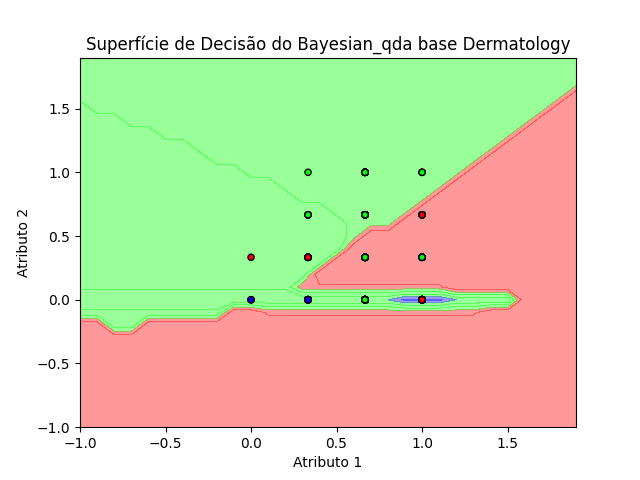 Superfície de Decisão do Bayesian_qda base Dermatology
1.5
1.0
0.5
0.0
−0.5
−1.0
Atributo 2
−1.0 −0.5 0.0 0.5 1.0 1.5
Atributo 1